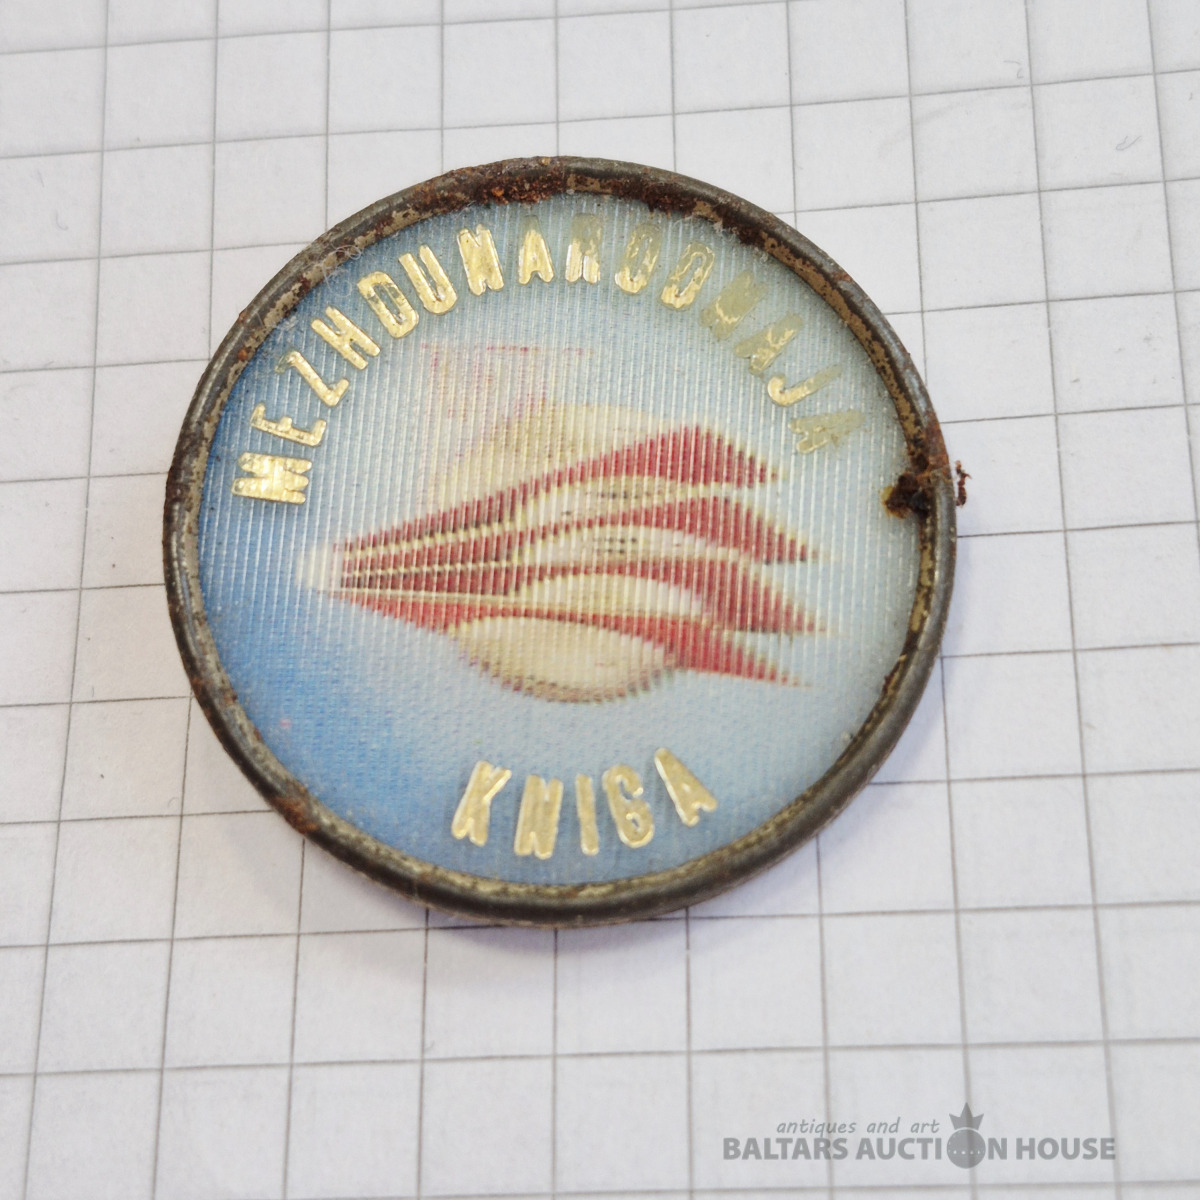 MEZHDUNARODNAJA
KNIGA
antiques and art
BALTARS AUCTION HOUSE